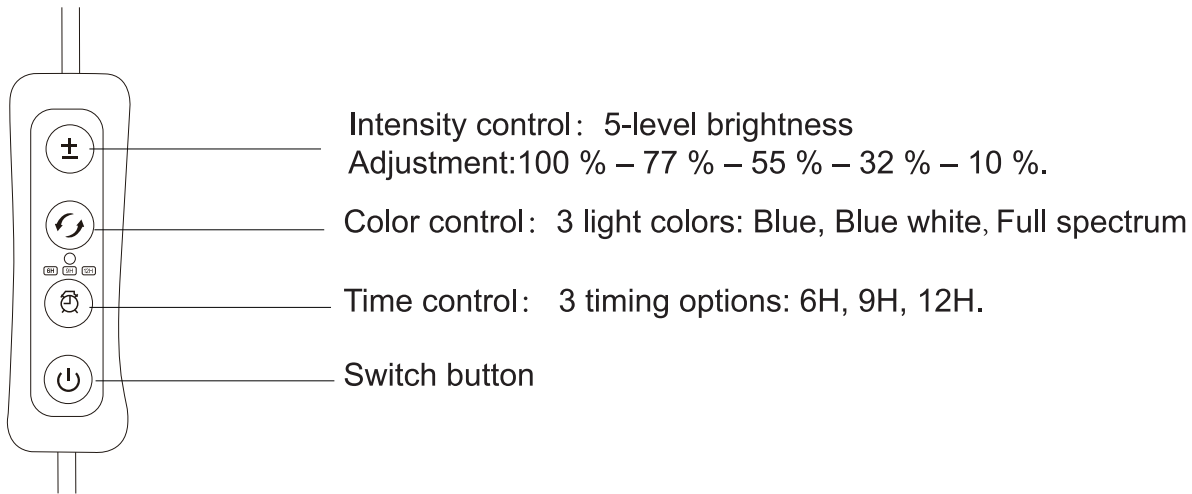 Intensity control： 5-level brightness
Adjustment:100 % – 77 % – 55 % – 32 % – 10 %.
Color control： 3 light colors: Blue, Blue white, Full spectrum
6H 9H 12H
Time control： 3 timing options: 6H, 9H, 12H.
Switch button